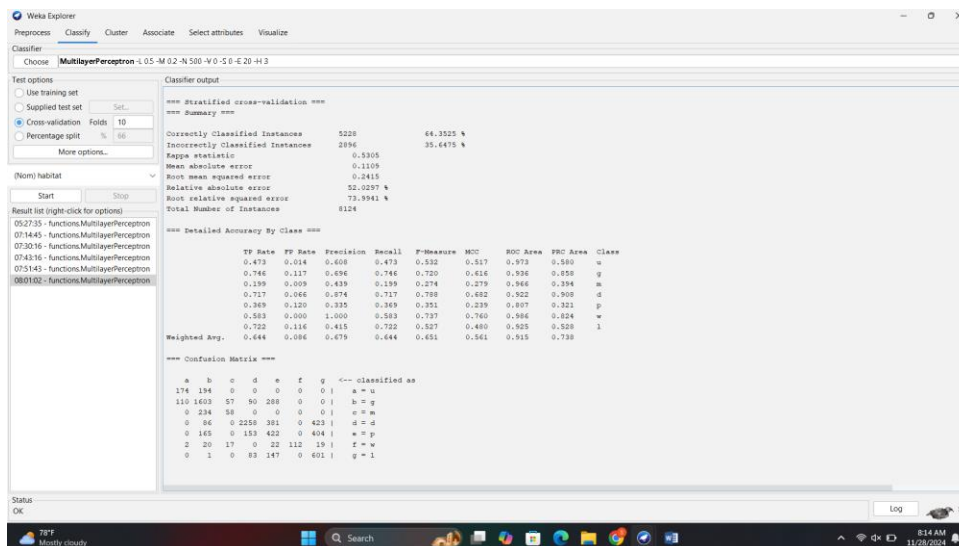 Weka Explorer
Preprocess Classify Cluster Associate Select attributes Visualize
Classifier
Choose MultilayerPerceptron -L 0.5 -M 0.2 -N 500 -V 0 -S 0 -E 20 -H 3
Test options
Use training set
Supplied test set Set...
Cross-validation Folds 10
Percentage split % 66
More options...
(Nom) habitat
Start Stop
Result list (right-click for options)
05:27:35 - functions.MultilayerPerceptron
07:14:45 - functions.MultilayerPerceptron
07:30:16 - functions.MultilayerPerceptron
07:43:16 - functions.MultilayerPerceptron
07:51:43 - functions.MultilayerPerceptron
08:01:02 - functions.MultilayerPerceptron
Classifier output
=== Stratified cross-validation ===
=== Summary ===
Correctly Classified Instances 5228 64.3525 %
Incorrectly Classified Instances 2896 35.6475 %
Kappa statistic 0.5305
Mean absolute error 0.1105
Root mean squared error 0.2415
Relative absolute error 52.0297 %
Root relative squared error 73.9941 %
Total Number of Instances 8124
=== Detailed Accuracy By Class ===
TP Rate FP Rate Precision Recall F-Measure MCC ROC Area PRC Area Class
0.473 0.014 0.608 0.473 0.532 0.517 0.973 0.580 u
0.746 0.117 0.696 0.746 0.720 0.616 0.936 0.858 g
0.199 0.009 0.439 0.199 0.274 0.279 0.966 0.394 m
0.717 0.066 0.874 0.717 0.788 0.682 0.922 0.908 d
0.369 0.120 0.335 0.369 0.351 0.239 0.807 0.321 p
0.583 0.000 1.000 0.583 0.737 0.760 0.986 0.824 w
0.722 0.116 0.415 0.722 0.527 0.480 0.925 0.528 l
Weighted Avg. 0.644 0.086 0.679 0.644 0.651 0.561 0.915 0.738
=== Confusion Matrix ===
a b c d e f g <-- classified as
174 194 0 0 0 0 0 | a = u
110 1603 57 90 288 0 0 | b = g
0 234 58 0 0 0 0 | c = m
0 86 0 2258 381 0 423 | d = d
0 165 0 153 422 0 404 | e = p
2 20 17 0 22 112 19 | f = w
0 1 0 83 147 0 601 | g = l
Status
OK
Log
78°F
Mostly cloudy
Search
8:14 AM
11/28/2024